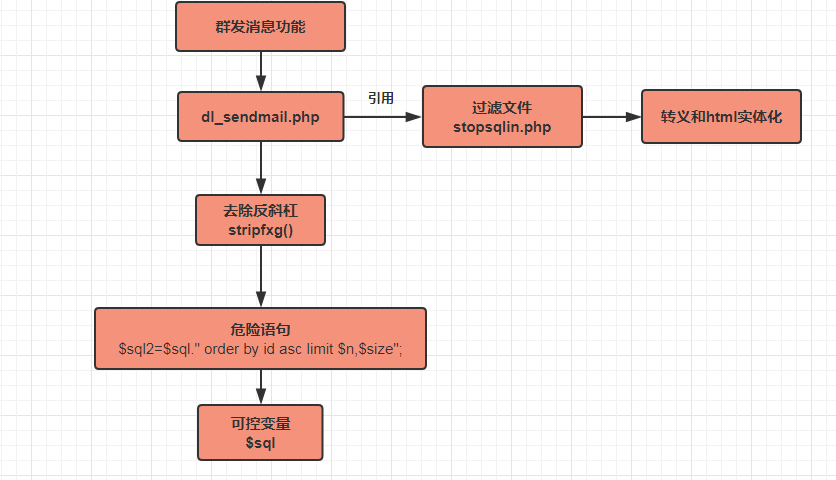 群发消息功能
dl_sendmail.php
引用
过滤文件
stopsqlin.php
转义和html实体化
去除反斜杠
stripfxg()
危险语句
$sql2=$sql." order by id asc limit $n,$size";
可控变量
$sql